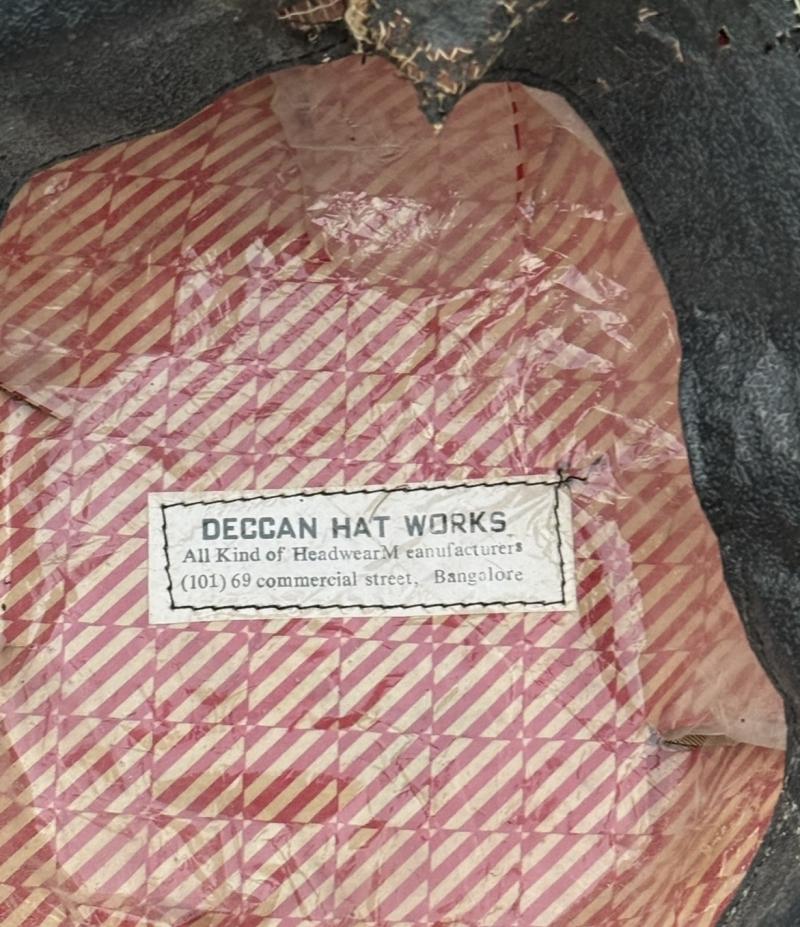 DECCAN HAT WORKS
All Kind of HeadwearM eanufacturers
(101) 69 commercial street, Bangalore